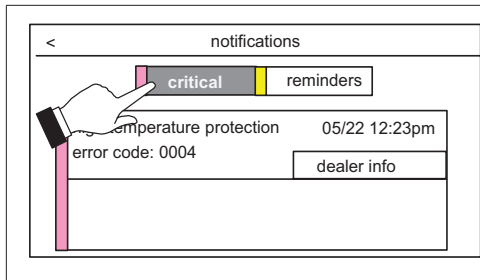 < notifications
critical reminders
temperature protection 05/22 12:23pm
error code: 0004
dealer info